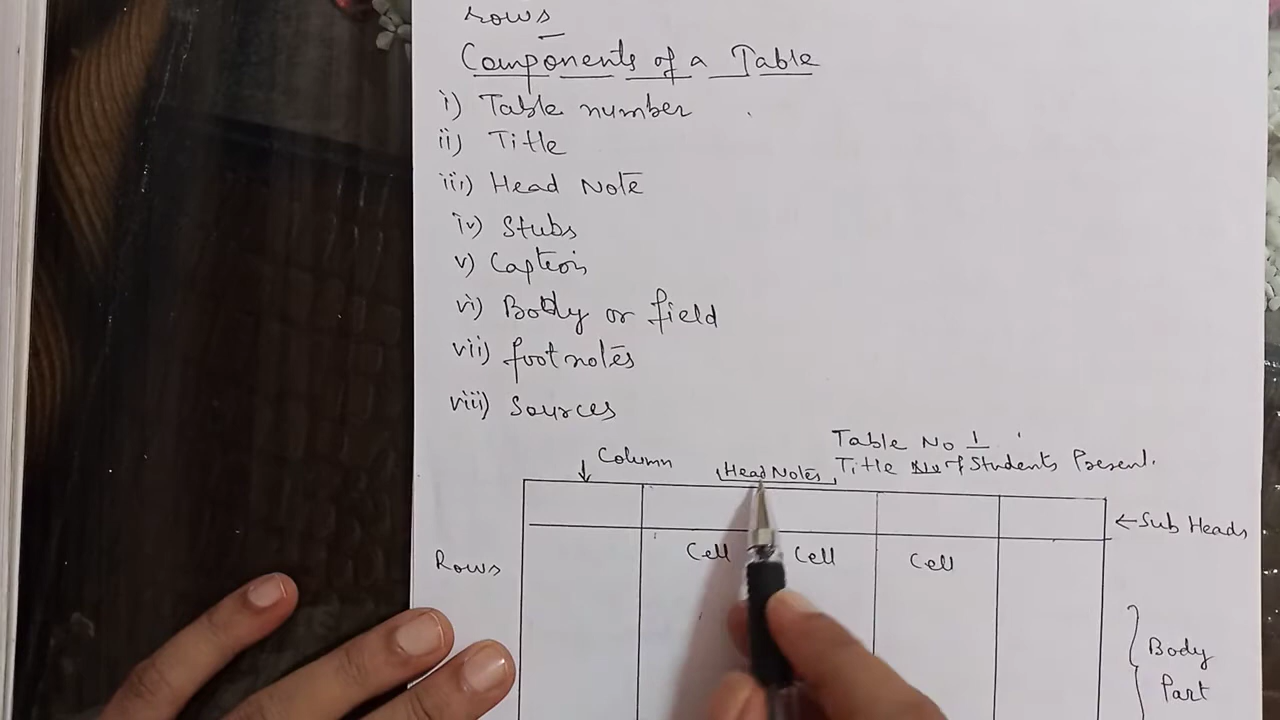 rows
Components of a Table
i) Table number
ii) Title
iii) Head Note
iv) Stubs
v) Caption
vi) Body or field
vii) footnotes
viii) Sources
Table No 1
Column
Head Notes
Title No of Students Present.
← Sub Heads
Rows
Cell Cell Cell
Body
Part